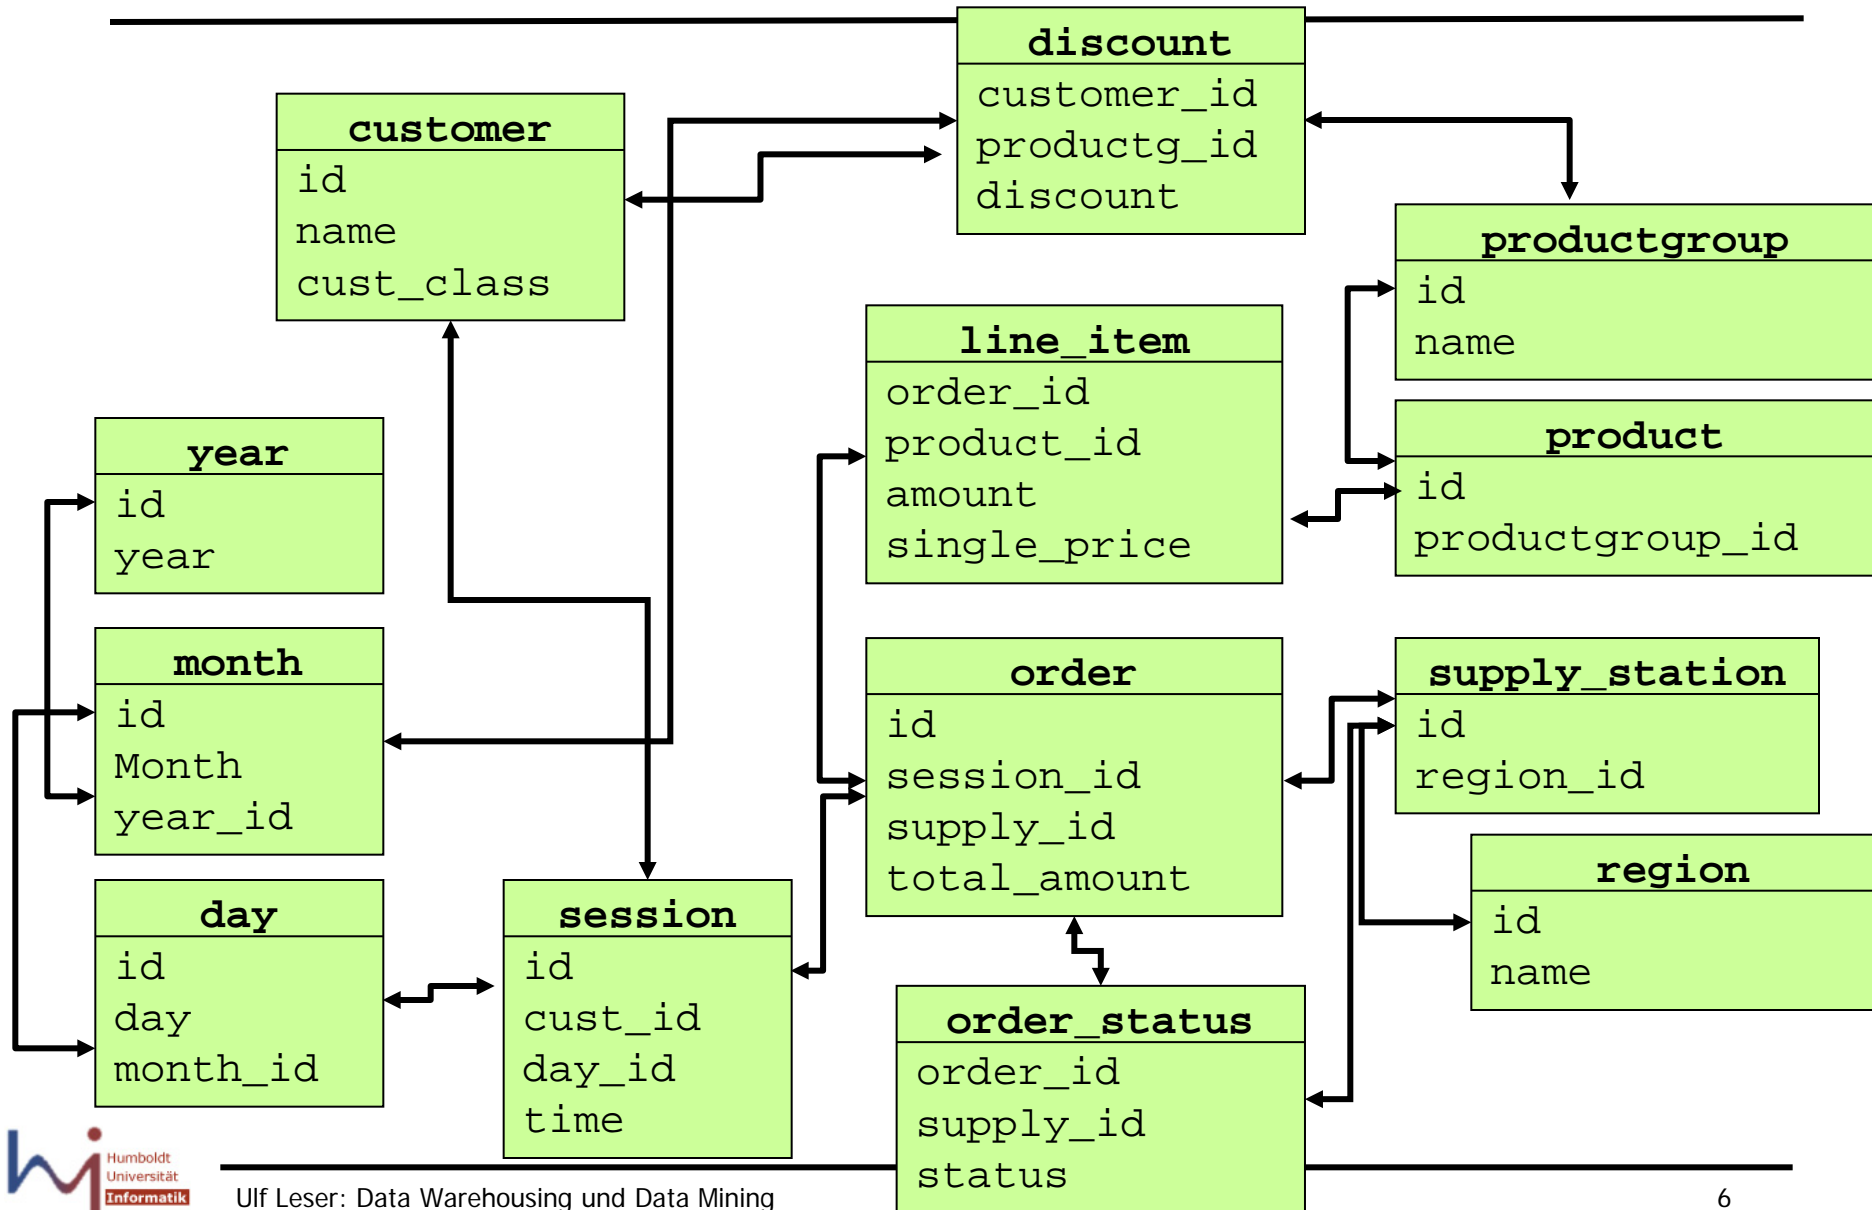 discount
customer_id
productg_id
discount
customer
id
name
cust_class
productgroup
id
name
line_item
order_id
product_id
amount
single_price
product
id
productgroup_id
year
id
year
month
id
Month
year_id
order
id
session_id
supply_id
total_amount
supply_station
id
region_id
region
id
name
day
id
day
month_id
session
id
cust_id
day_id
time
order_status
order_id
supply_id
status
Humboldt
Universität
Informatik
Ulf Leser: Data Warehousing und Data Mining
6